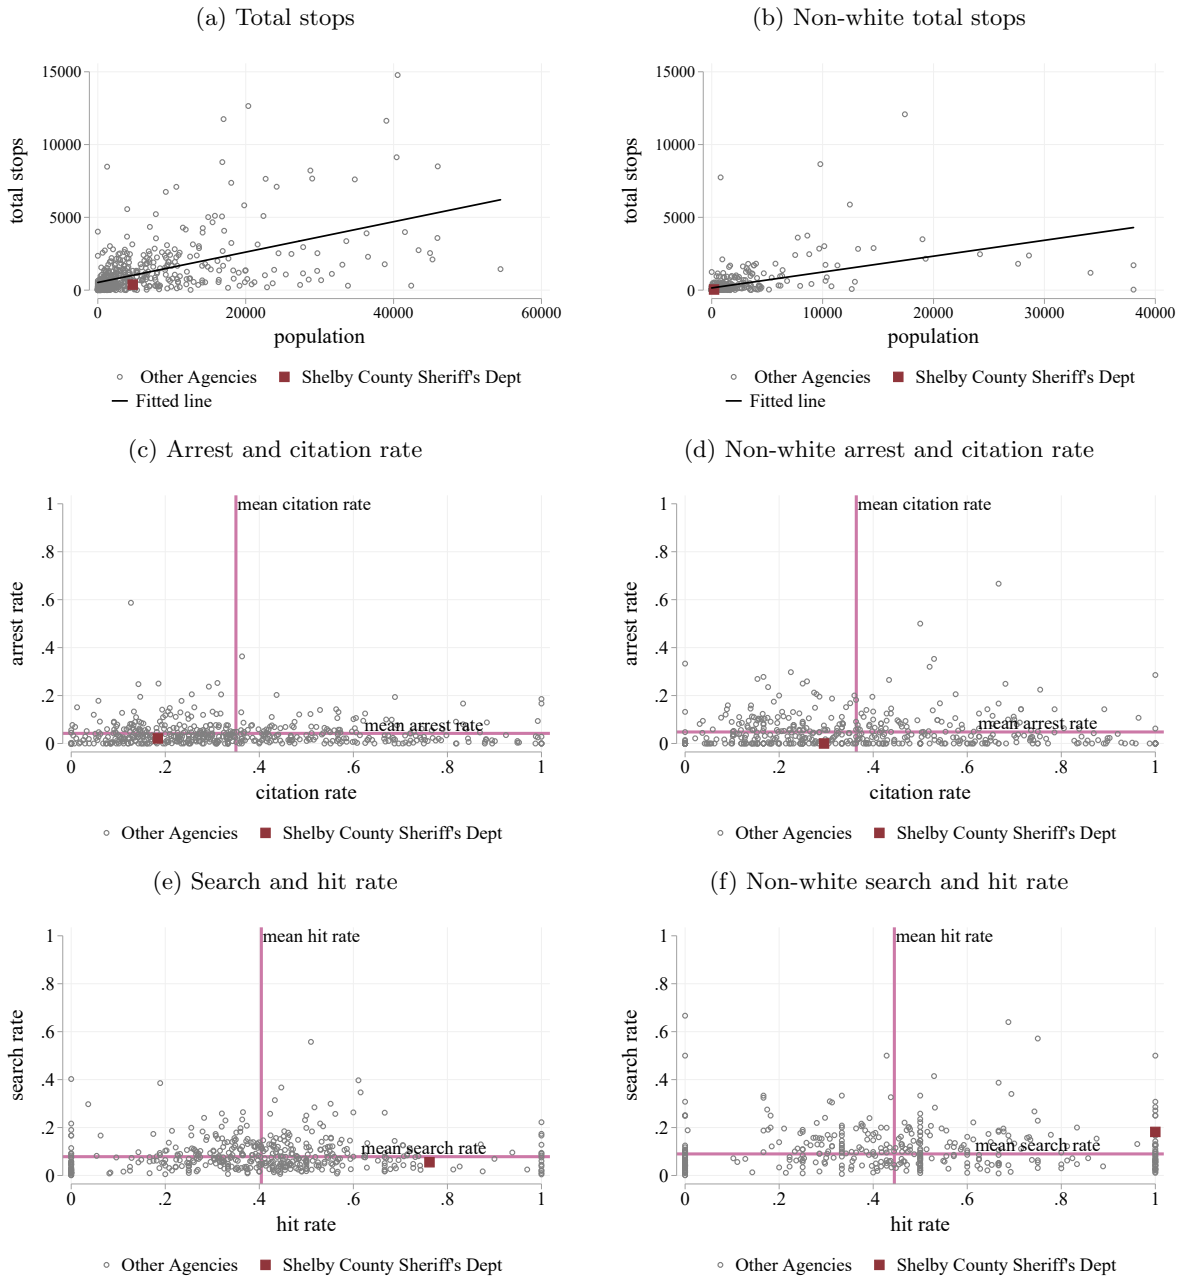 (a) Total stops
(b) Non-white total stops
total stops
15000
10000
5000
0
0 20000 40000 60000
population
○ Other Agencies ■ Shelby County Sheriff's Dept
— Fitted line
total stops
15000
10000
5000
0
0 10000 20000 30000 40000
population
○ Other Agencies ■ Shelby County Sheriff's Dept
— Fitted line
(c) Arrest and citation rate
(d) Non-white arrest and citation rate
arrest rate
1
.8
.6
.4
.2
0
mean citation rate
mean arrest rate
0 .2 .4 .6 .8 1
citation rate
○ Other Agencies ■ Shelby County Sheriff's Dept
arrest rate
1
.8
.6
.4
.2
0
mean citation rate
mean arrest rate
0 .2 .4 .6 .8 1
citation rate
○ Other Agencies ■ Shelby County Sheriff's Dept
(e) Search and hit rate
(f) Non-white search and hit rate
search rate
1
.8
.6
.4
.2
0
mean hit rate
mean search rate
0 .2 .4 .6 .8 1
hit rate
○ Other Agencies ■ Shelby County Sheriff's Dept
search rate
1
.8
.6
.4
.2
0
mean hit rate
mean search rate
0 .2 .4 .6 .8 1
hit rate
○ Other Agencies ■ Shelby County Sheriff's Dept